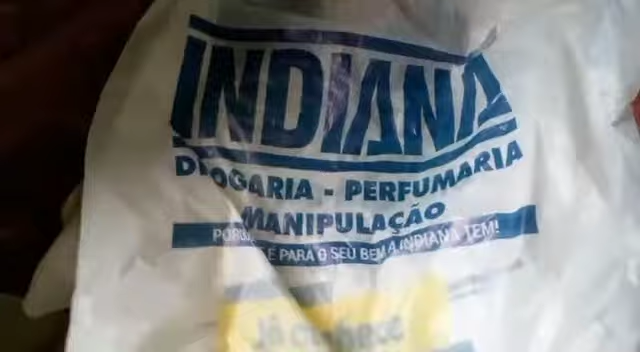 INDIANA
DROGARIA - PERFUMARIA
MANIPULAÇÃO
É PARA O SEU BEM A INDIANA TEM!